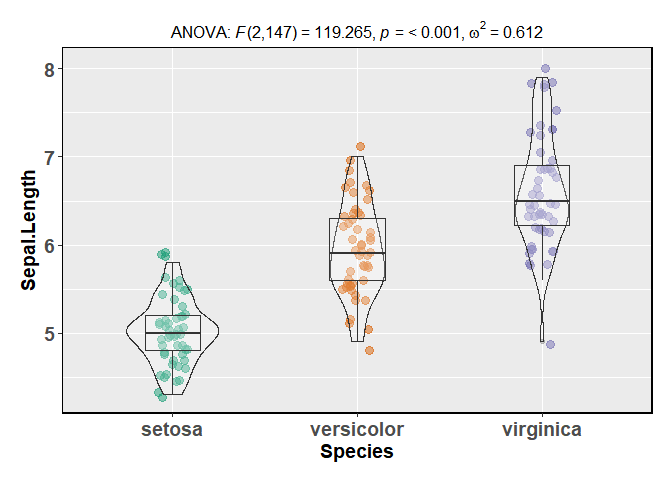 ANOVA: F(2,147) = 119.265, p = < 0.001, ω² = 0.612
8
7
6
5
Sepal.Length
setosa versicolor virginica
Species